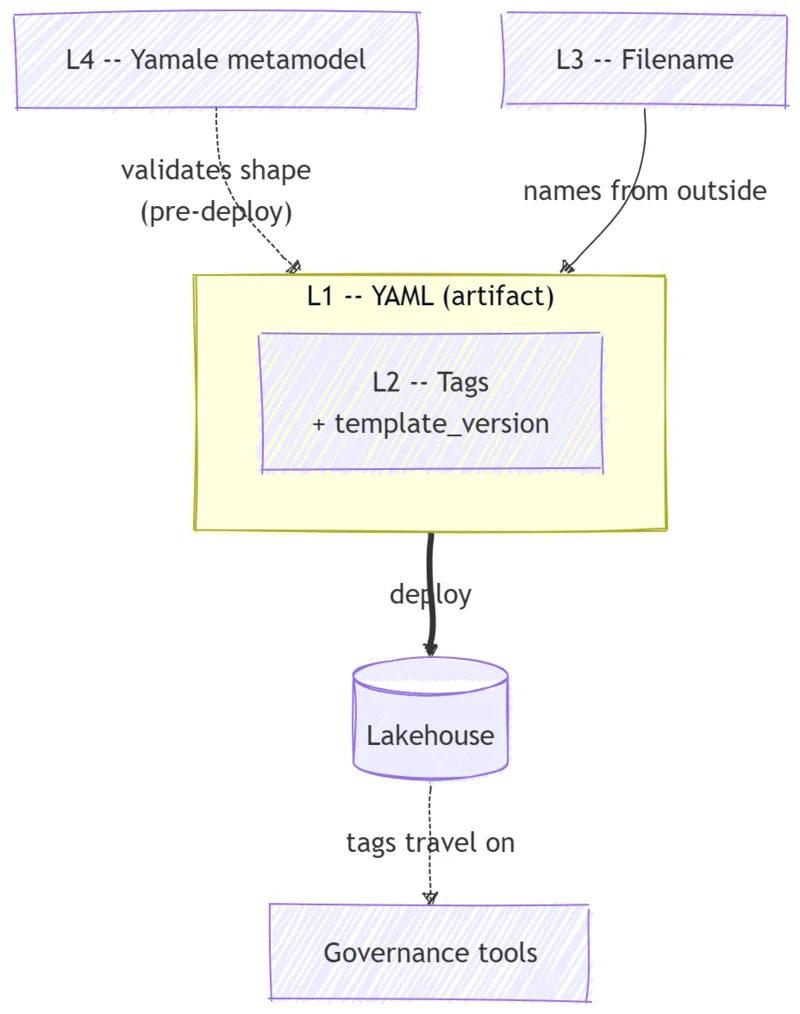 L4 -- Yamale metamodel
L3 -- Filename
validates shape
(pre-deploy)
names from outside
L1 -- YAML (artifact)
L2 -- Tags
+ template_version
deploy
Lakehouse
tags travel on
Governance tools